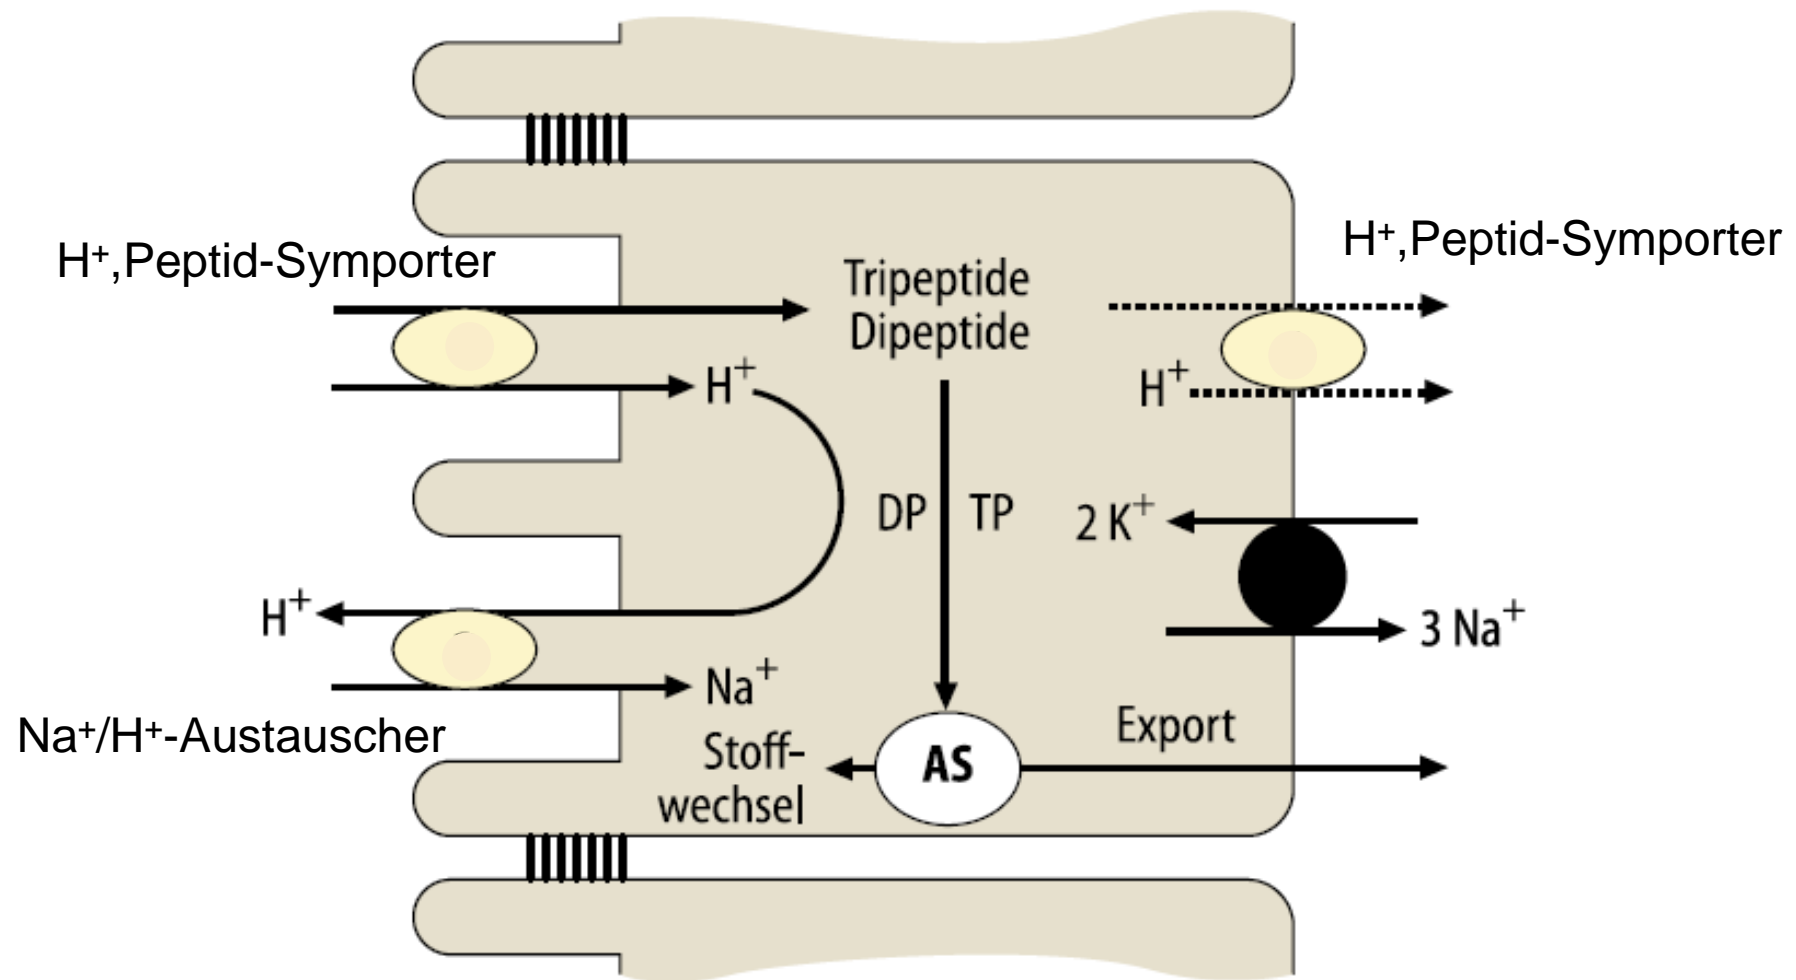 H⁺,Peptid-Symporter
H⁺,Peptid-Symporter
Tripeptide
Dipeptide
H⁺
H⁺
DP TP
2 K⁺
H⁺
3 Na⁺
Na⁺
Na⁺/H⁺-Austauscher
Export
Stoff-
wechsel
AS